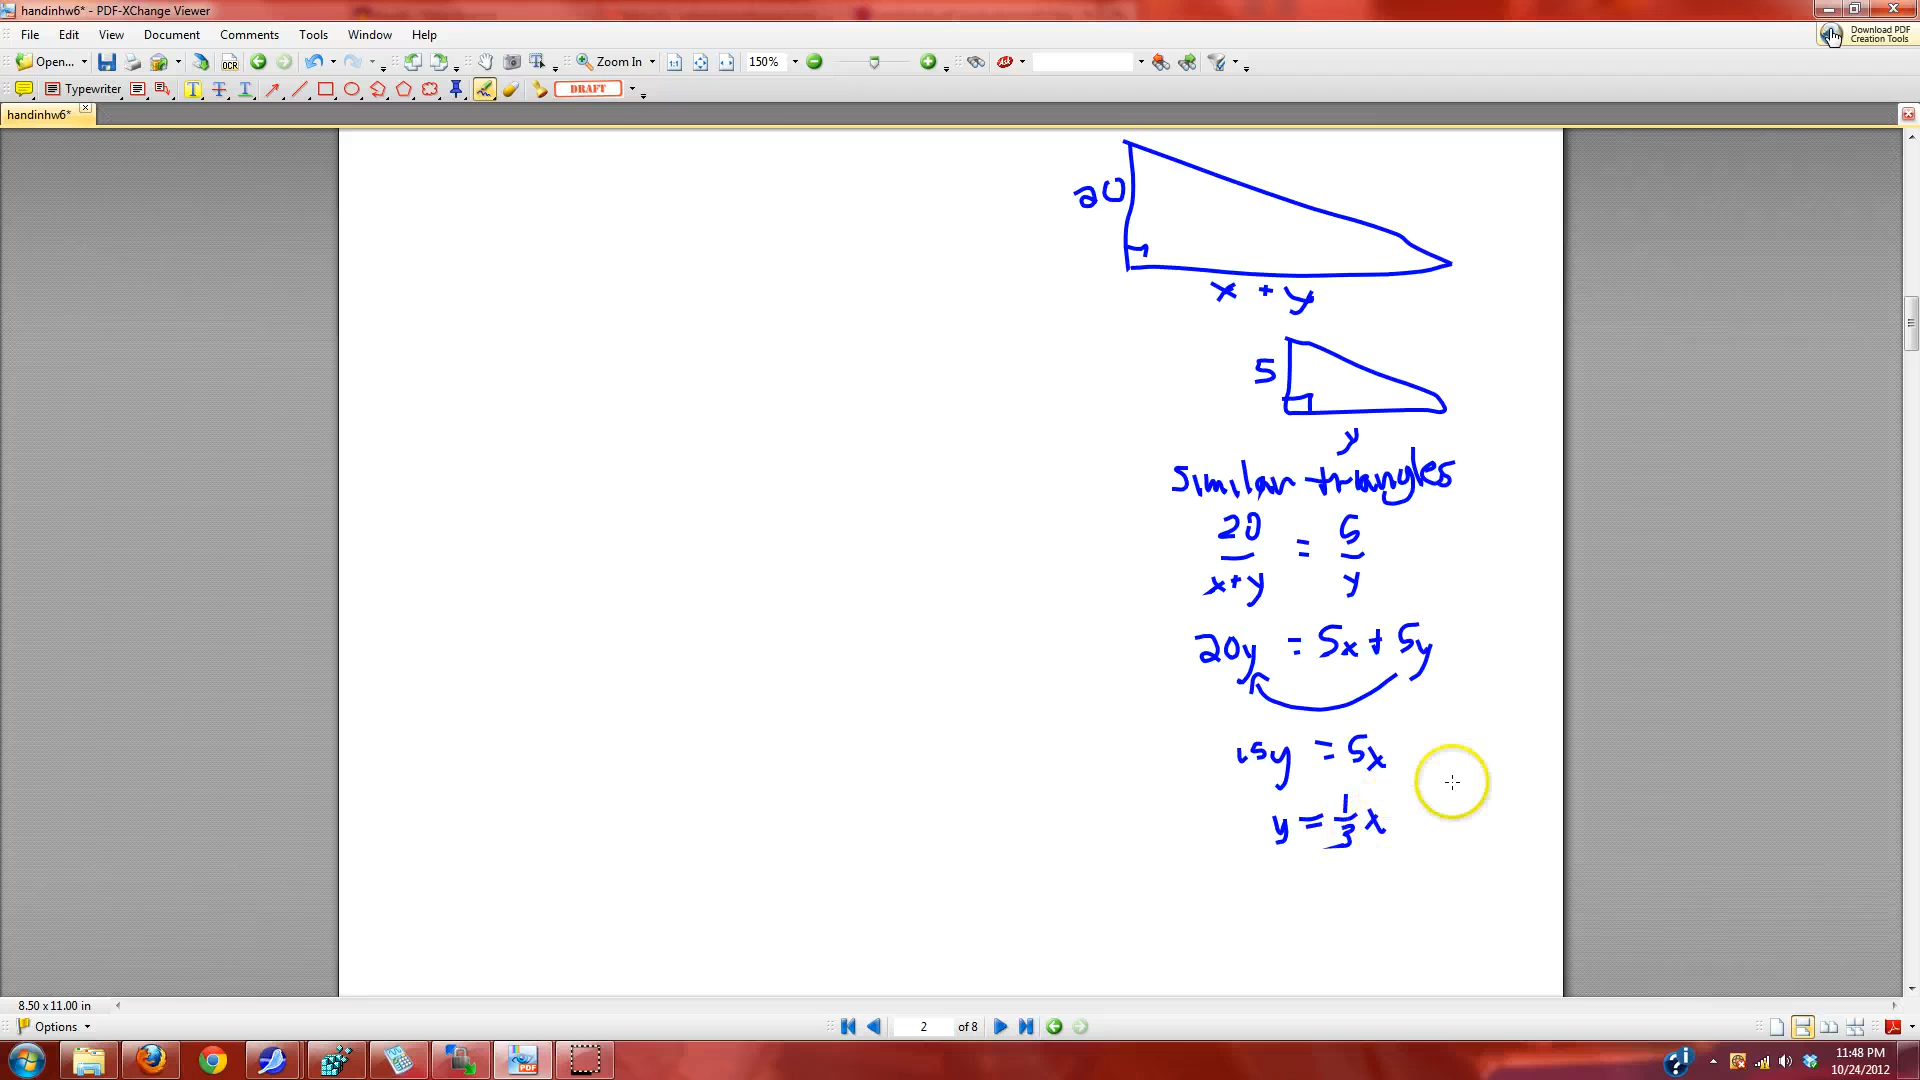 handinhw6* - PDF-XChange Viewer
File Edit View Document Comments Tools Window Help
Download PDF Creation Tools
Open... OCR Zoom In 150%
Typewriter DRAFT
handinhw6*
20
x + y
5
y
Similar triangles
20 = 5
x+y y
20y = 5x + 5y
15y = 5x
y = 1/3 x
8.50 x 11.00 in
Options 2 of 8
11:48 PM
10/24/2012